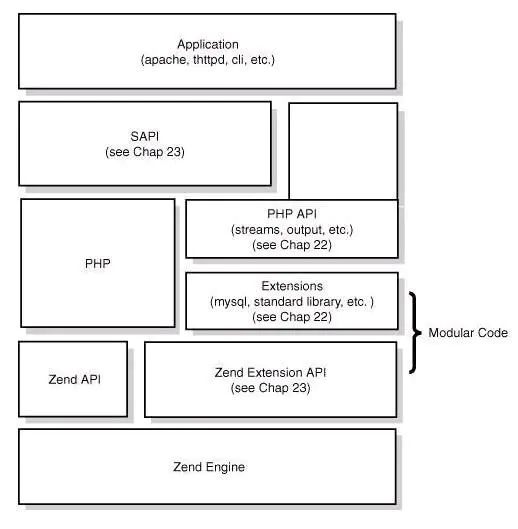 Application
(apache, thttpd, cli, etc.)
SAPI
(see Chap 23)
PHP API
(streams, output, etc.)
(see Chap 22)
PHP
Extensions
(mysql, standard library, etc. )
(see Chap 22)
Modular Code
Zend API
Zend Extension API
(see Chap 23)
Zend Engine